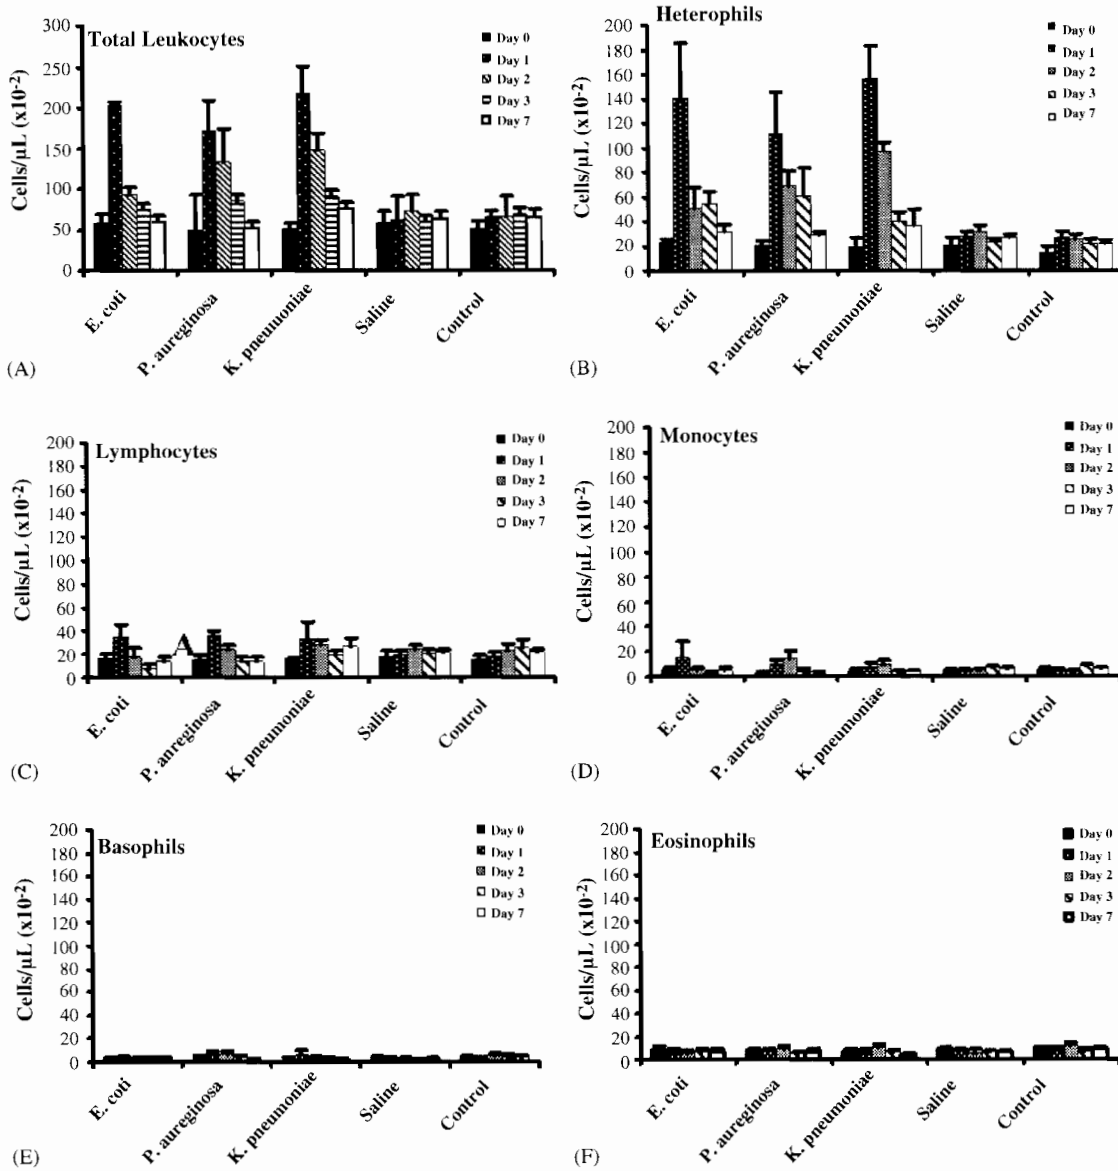 Total Leukocytes
Cells/µL (x10-2)
300
250
200
150
100
50
0
Day 0
Day 1
Day 2
Day 3
Day 7
E. coti
P. aureginosa
K. pneuuoniae
Saline
Control
(A)
Heterophils
Cells/µL (x10-2)
200
180
160
140
120
100
80
60
40
20
0
Day 0
Day 1
Day 2
Day 3
Day 7
E. coti
P. aureginosa
K. pneumoniae
Saline
Control
(B)
Lymphocytes
Cells/µL (x10-2)
200
180
160
140
120
100
80
60
40
20
0
Day 0
Day 1
Day 2
Day 3
Day 7
A
E. coti
P. anreginosa
K. pneumoniae
Saline
Control
(C)
Monocytes
Cells/µL (x10-2)
200
180
160
140
120
100
80
60
40
20
0
Day 0
Day 1
Day 2
Day 3
Day 7
E. coti
P. auregiuosa
K. pneumoniae
Saline
Control
(D)
Basophils
Cells/µL (x10-2)
200
180
160
140
120
100
80
60
40
20
0
Day 0
Day 1
Day 2
Day 3
Day 7
E. coti
P. aureginosa
K. pneumoniae
Saline
Control
(E)
Eosinophils
Cells/µL (x10-2)
200
180
160
140
120
100
80
60
40
20
0
Day 0
Day 1
Day 2
Day 3
Day 7
E. coti
P. aureginosa
K. pneumoniae
Saline
Control
(F)